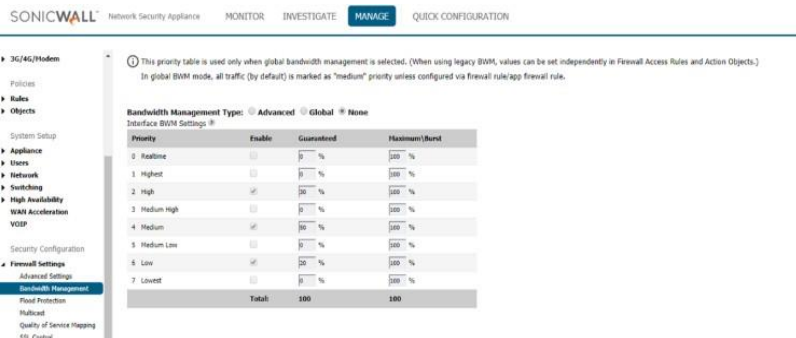 SONICWALL Network Security Appliance MONITOR INVESTIGATE MANAGE QUICK CONFIGURATION
3G/4G/Modem
Policies
Rules
Objects
System Setup
Appliance
Users
Network
Switching
High Availability
WAN Acceleration
VOIP
Security Configuration
Firewall Settings
Advanced Settings
Bandwidth Management
Flood Protection
Multicast
Quality of Service Mapping
SSL Control
This priority table is used only when global bandwidth management is selected. (When using legacy BWM, values can be set independently in Firewall Access Rules and Action Objects.)
In global BWM mode, all traffic (by default) is marked as "medium" priority unless configured via firewall rule/app firewall rule.
Bandwidth Management Type: Advanced Global None
Interface BWM Settings
Priority Enable Guaranteed Maximum\Burst
0 Realtime 0 % 100 %
1 Highest 0 % 100 %
2 High 30 % 100 %
3 Medium High 0 % 100 %
4 Medium 50 % 100 %
5 Medium Low 0 % 100 %
6 Low 20 % 100 %
7 Lowest 0 % 100 %
Total: 100 100